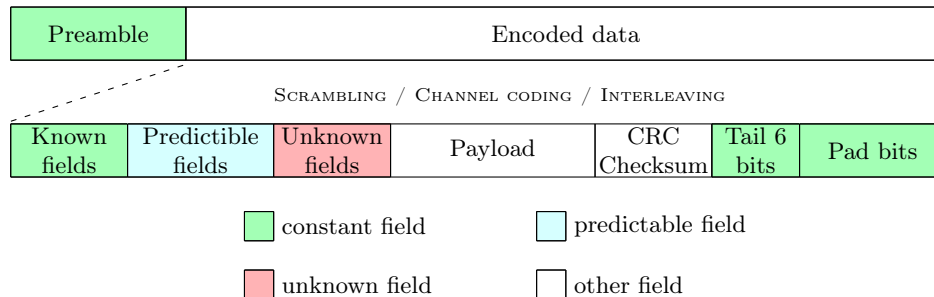 Preamble Encoded data
SCRAMBLING / CHANNEL CODING / INTERLEAVING
Known Predictible Unknown Payload CRC Tail 6 Pad bits
fields fields fields Checksum bits
constant field predictable field
unknown field other field